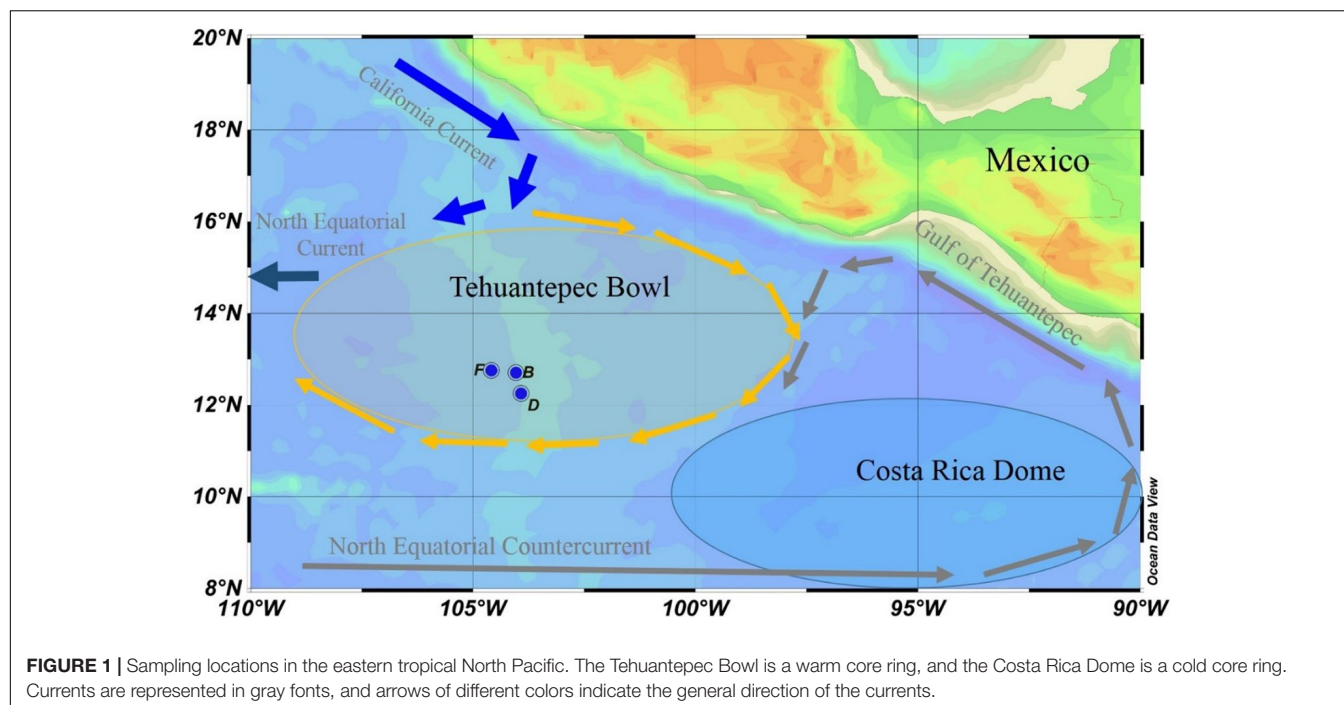 20°N
California Current
18°N
Mexico
16°N
North Equatorial
Current
Gulf of Tehuantepec
Tehuantepec Bowl
14°N
F
B
D
12°N
Costa Rica Dome
10°N
North Equatorial Countercurrent
Ocean Data View
8°N
110°W
105°W
100°W
95°W
90°W
FIGURE 1 | Sampling locations in the eastern tropical North Pacific. The Tehuantepec Bowl is a warm core ring, and the Costa Rica Dome is a cold core ring.
Currents are represented in gray fonts, and arrows of different colors indicate the general direction of the currents.